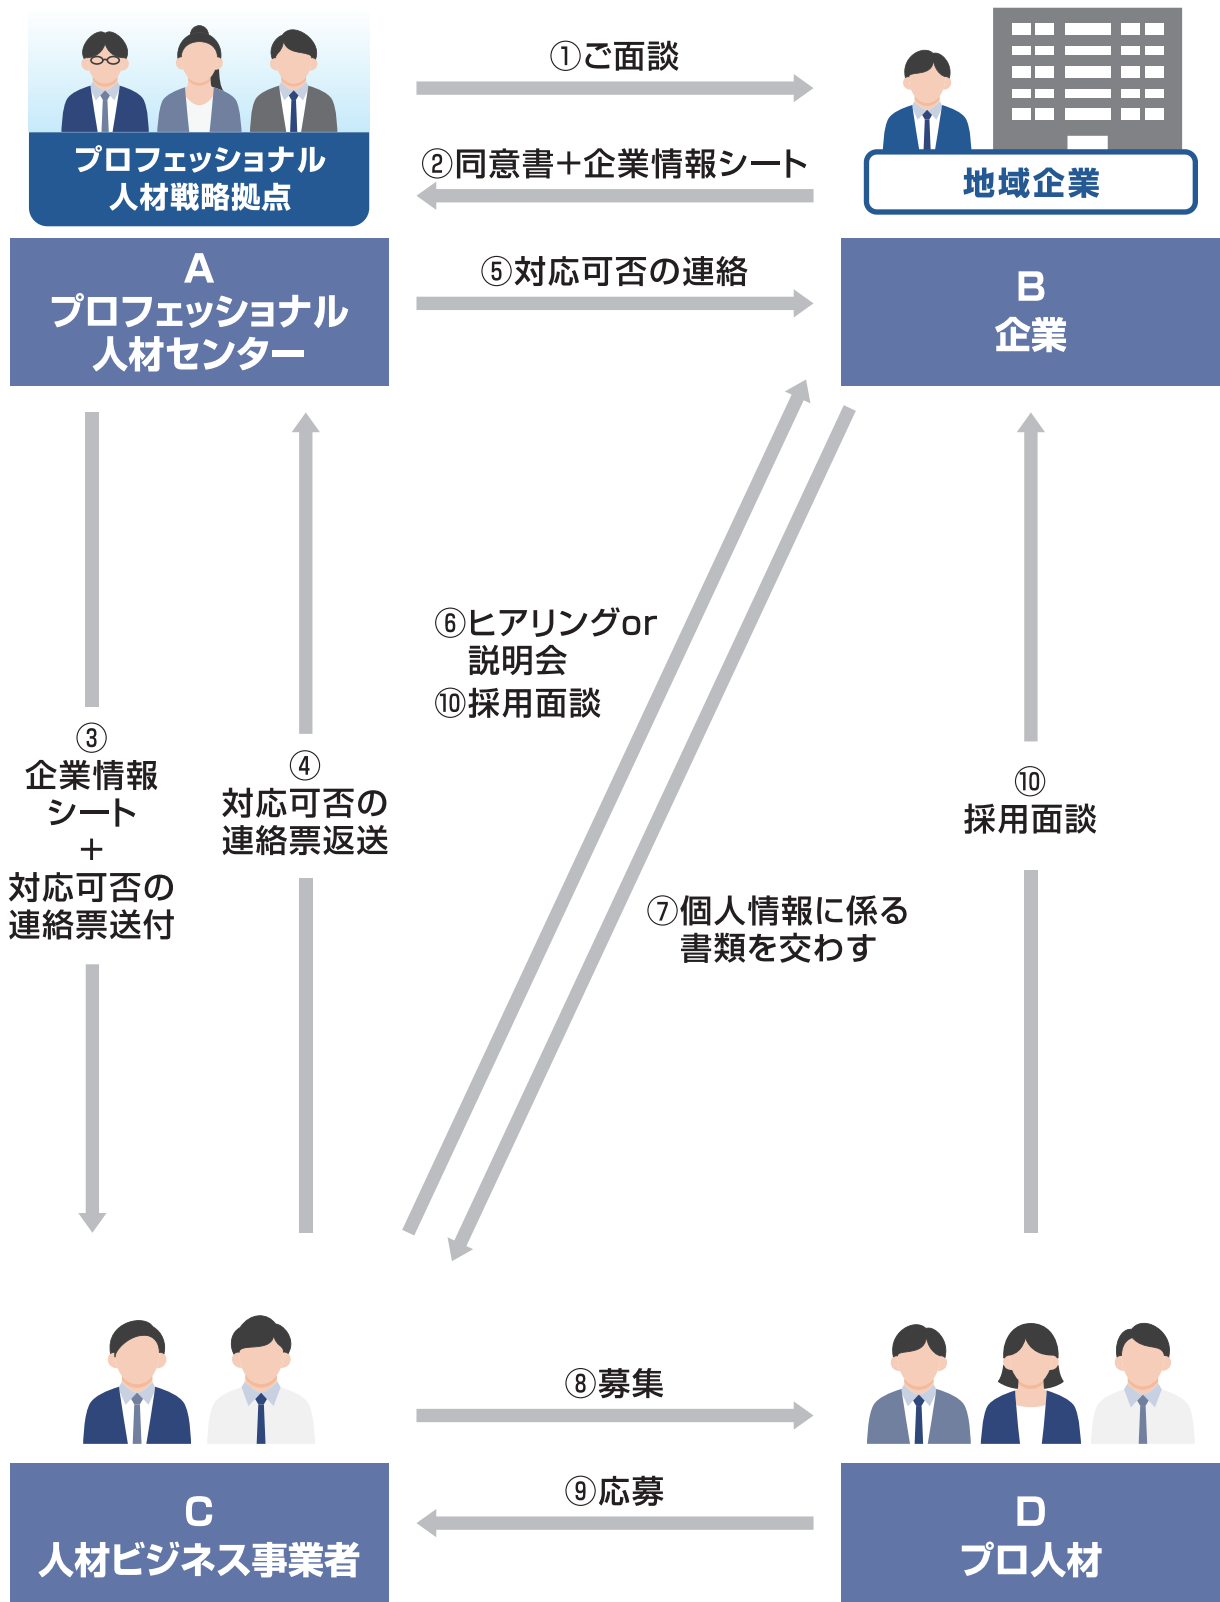 プロフェッショナル
人材戦略拠点
①ご面談
②同意書＋企業情報シート
地域企業
A
プロフェッショナル
人材センター
⑤対応可否の連絡
B
企業
⑥ヒアリングor
説明会
⑩採用面談
③
企業情報
シート
＋
対応可否の
連絡票送付
④
対応可否の
連絡票返送
⑩
採用面談
⑦個人情報に係る
書類を交わす
⑧募集
⑨応募
C
人材ビジネス事業者
D
プロ人材